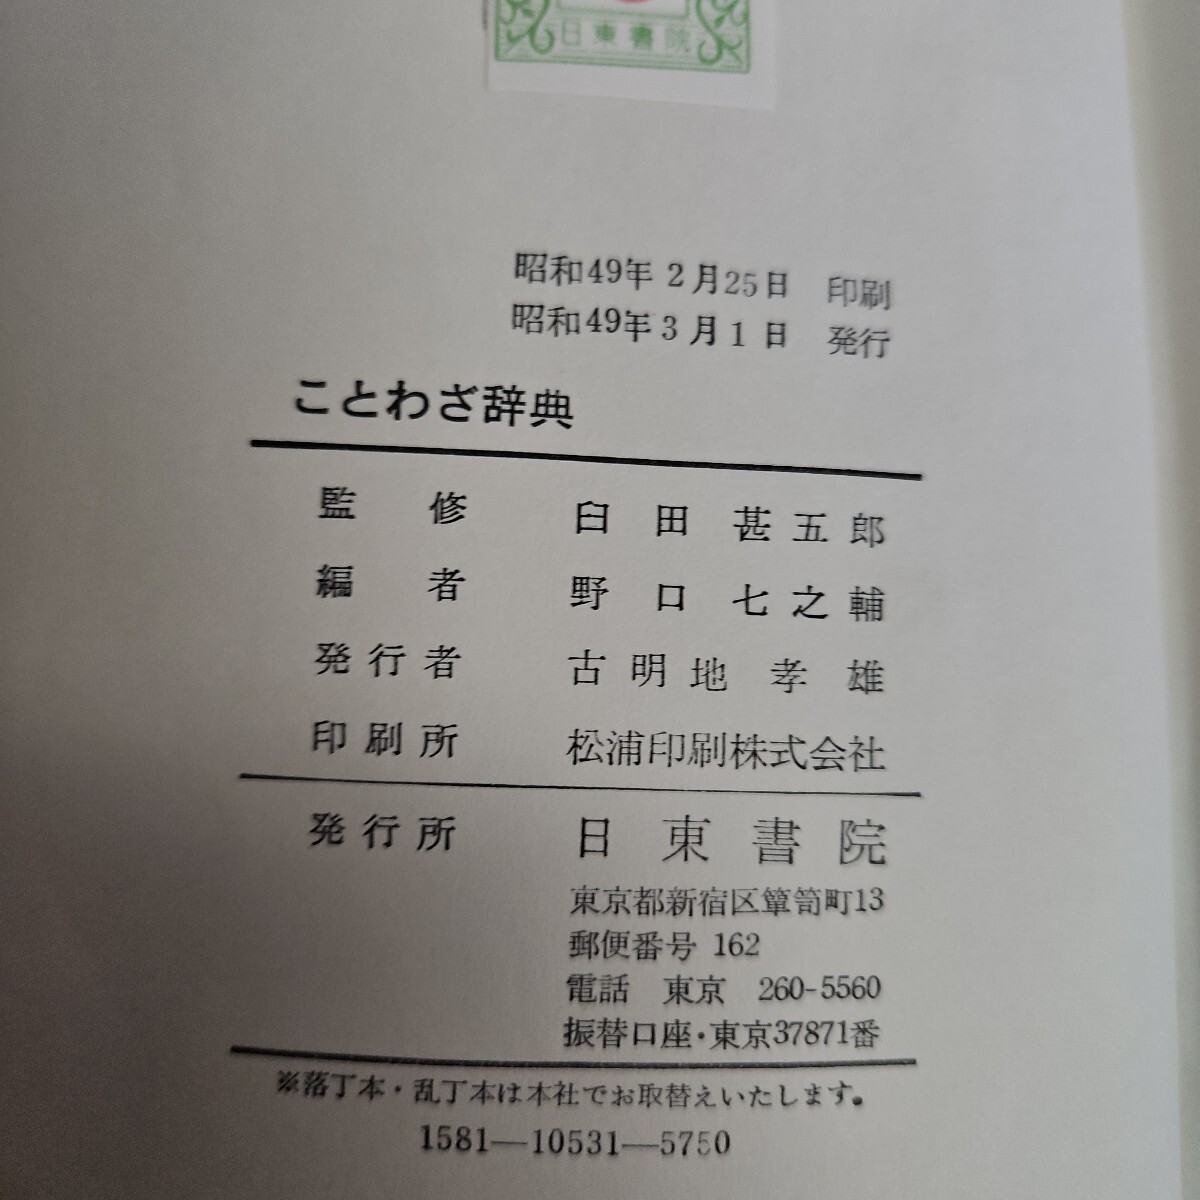 日東書院
昭和49年2月25日 印刷
昭和49年3月1日 発行
ことわざ辞典
監修 臼田甚五郎
編者 野口七之輔
発行者 古明地孝雄
印刷所 松浦印刷株式会社
発行所 日東書院
東京都新宿区簞笥町13
郵便番号 162
電話 東京 260-5560
振替口座・東京37871番
※落丁本・乱丁本は本社でお取替えいたします。
1581—10531—5750